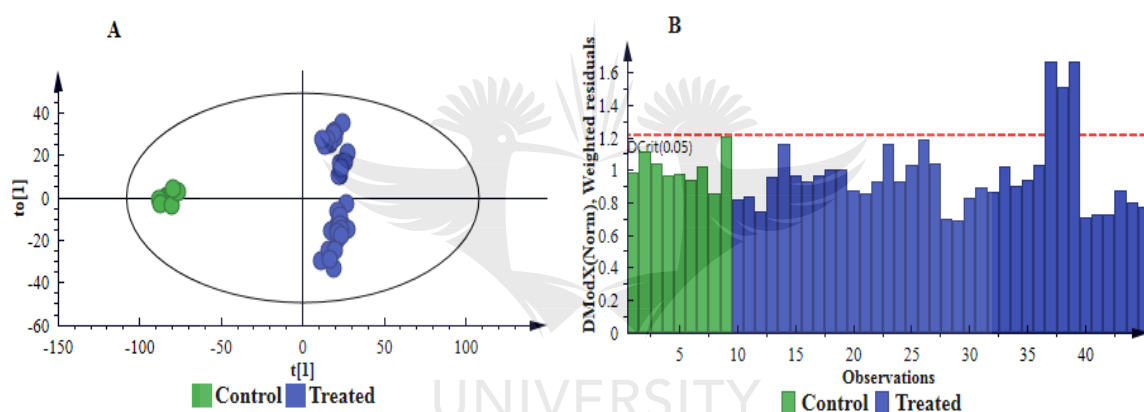 A
to[1]
40
20
0
-20
-40
-60
-150 -100 -50 0 50 100
t[1]
Control Treated
B
DModX(Norm), Weighted residuals
1.6
1.4
1.2
1
0.8
0.6
0.4
0.2
0
DCrit(0.05)
5 10 15 20 25 30 35 40
Observations
Control Treated
UNIVERSITY